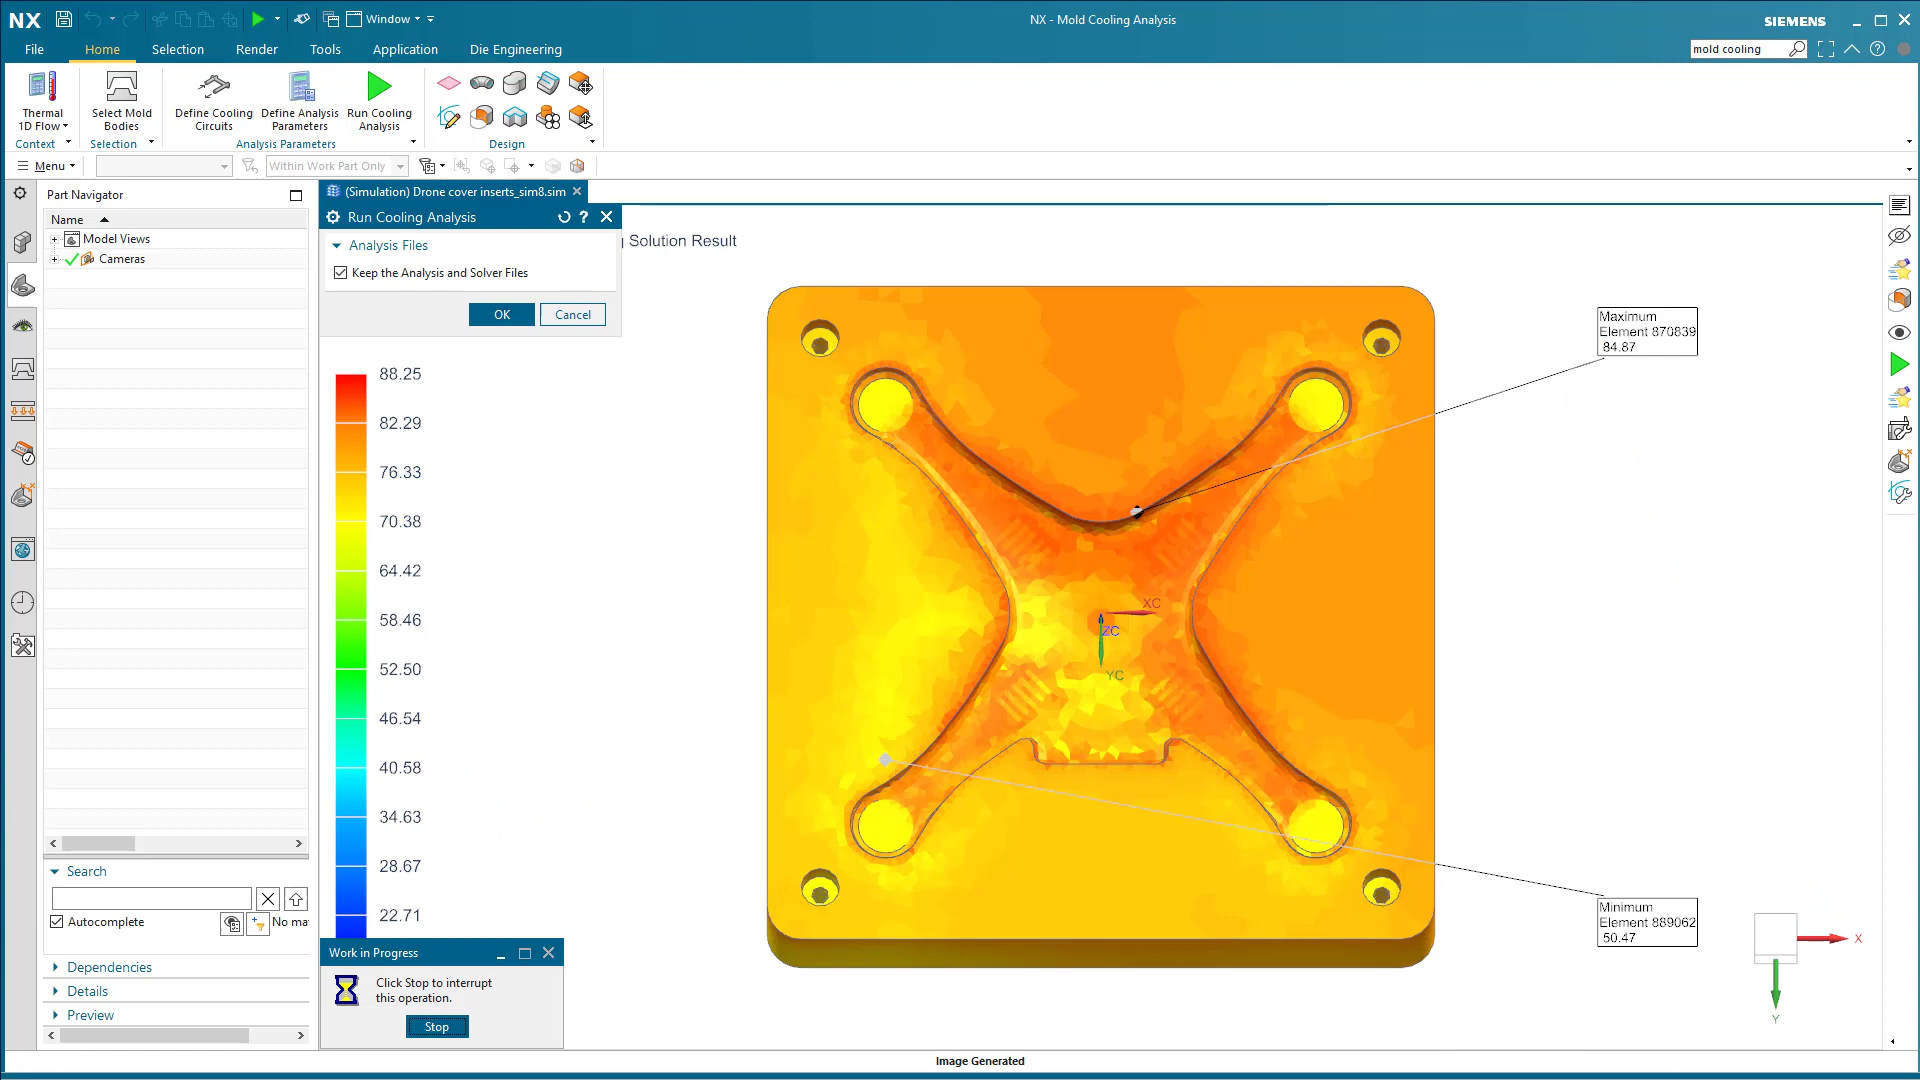 NX
Window
NX - Mold Cooling Analysis
SIEMENS
File
Home
Selection
Render
Tools
Application
Die Engineering
mold cooling
Thermal
1D Flow
Select Mold
Bodies
Define Cooling
Circuits
Define Analysis
Parameters
Run Cooling
Analysis
Context
Selection
Analysis Parameters
Design
Menu
Within Work Part Only
Part Navigator
Name
Model Views
Cameras
(Simulation) Drone cover inserts_sim8.sim
Run Cooling Analysis
Analysis Files
Keep the Analysis and Solver Files
OK
Cancel
Solution Result
88.25
82.29
76.33
70.38
64.42
58.46
52.50
46.54
40.58
34.63
28.67
22.71
Maximum
Element 870839
84.87
XC
ZC
YC
Minimum
Element 889062
50.47
X
Y
Search
Autocomplete
No ma
Dependencies
Details
Preview
Work in Progress
Click Stop to interrupt
this operation.
Stop
Image Generated